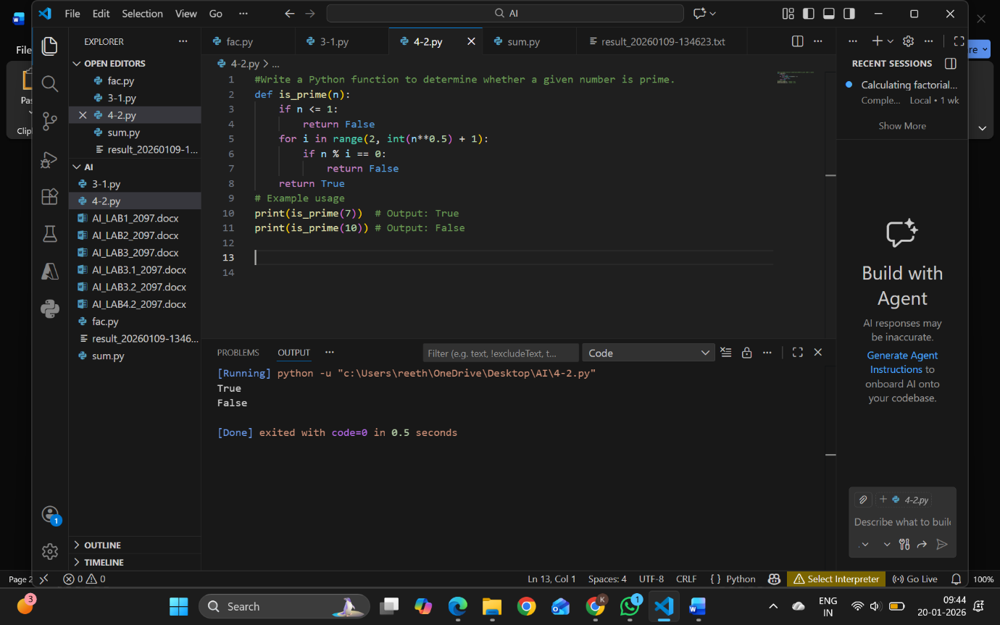 File Edit Selection View Go ··· AI
File
Pas
Clip
EXPLORER ···
OPEN EDITORS
fac.py
3-1.py
4-2.py
sum.py
result_20260109-1...
AI
3-1.py
4-2.py
AI_LAB1_2097.docx
AI_LAB2_2097.docx
AI_LAB3_2097.docx
AI_LAB3.1_2097.docx
AI_LAB3.2_2097.docx
AI_LAB4.2_2097.docx
fac.py
result_20260109-1346...
sum.py
OUTLINE
TIMELINE
1
fac.py 3-1.py 4-2.py sum.py result_20260109-134623.txt
4-2.py > ...
1 #Write a Python function to determine whether a given number is prime.
2 def is_prime(n):
3 if n <= 1:
4 return False
5 for i in range(2, int(n**0.5) + 1):
6 if n % i == 0:
7 return False
8 return True
9 # Example usage
10 print(is_prime(7)) # Output: True
11 print(is_prime(10)) # Output: False
12
13
14
PROBLEMS OUTPUT ··· Filter (e.g. text, !excludeText, t... Code
[Running] python -u "c:\Users\reeth\OneDrive\Desktop\AI\4-2.py"
True
False
[Done] exited with code=0 in 0.5 seconds
re
RECENT SESSIONS
Calculating factorial...
Comple... Local • 1 wk
Show More
Build with
Agent
AI responses may
be inaccurate.
Generate Agent
Instructions to
onboard AI onto
your codebase.
4-2.py
Describe what to build
Page 2 0 0 Ln 13, Col 1 Spaces: 4 UTF-8 CRLF { } Python Select Interpreter Go Live 100%
3 Search K 1 W ENG 09:44
IN 20-01-2026